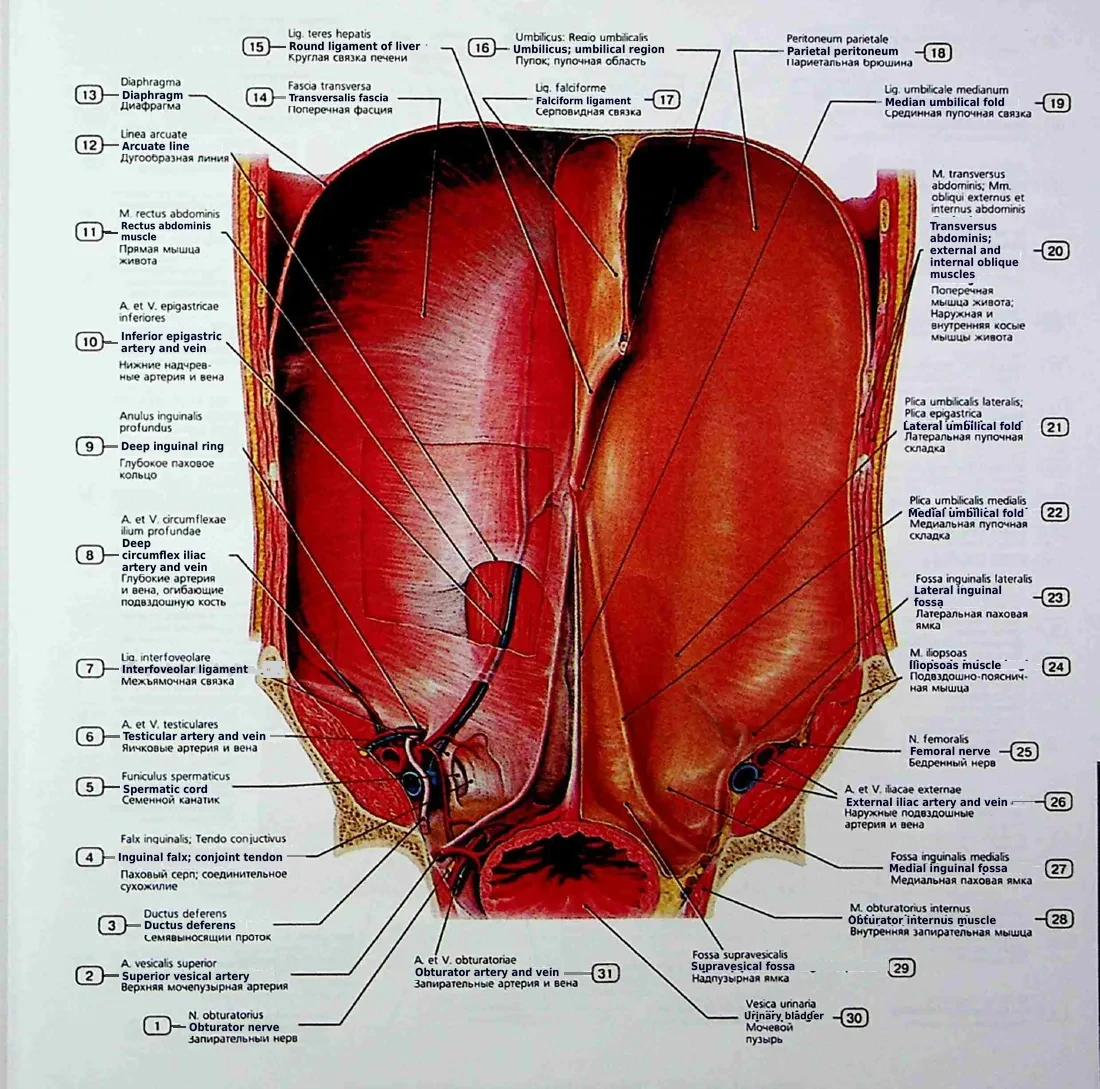 Lig. teres hepatis
15 Round ligament of liver
Круглая связка печени
16
Umbilicus: Regio umbilicalis
Umbilicus; umbilical region
Пупок; пупочная область
Peritoneum parietale
Parietal peritoneum 18
Париетальная брюшина
Diaphragma
13 Diaphragm
Диафрагма
Fascia transversa
14 Transversalis fascia
Поперечная фасция
Lig. falciforme
Falciform ligament 17
Серповидная связка
Lig. umbilicale medianum
Median umbilical fold 19
Срединная пупочная связка
Linea arcuate
12 Arcuate line
Дугообразная линия
M. rectus abdominis
11 Rectus abdominis
muscle
Прямая мышца
живота
A. et V. epigastricae
inferiores
10 Inferior epigastric
artery and vein
Нижние надчрев-
ные артерия и вена
Anulus inguinalis
profundus
9 Deep inguinal ring
Глубокое паховое
кольцо
A. et V. circumflexae
ilium profundae
Deep
8 circumflex iliac
artery and vein
Глубокие артерия
и вена, огибающие
подвздошную кость
Lig. interfoveolare
7 Interfoveolar ligament
Межъямочная связка
A. et V. testiculares
6 Testicular artery and vein
Яичковые артерия и вена
Funiculus spermaticus
5 Spermatic cord
Семенной канатик
Falx inguinalis; Tendo conjuctivus
4 Inguinal falx; conjoint tendon
Паховый серп; соединительное
сухожилие
Ductus deferens
3 Ductus deferens
Семявыносящий проток
A. vesicalis superior
2 Superior vesical artery
Верхняя мочепузырная артерия
N. obturatorius
1 Obturator nerve
Запирательный нерв
M. transversus
abdominis; Mm.
obliqui externus et
internus abdominis
Transversus
abdominis;
external and 20
internal oblique
muscles
Поперечная
мышца живота;
Наружная и
внутренняя косые
мышцы живота
Plica umbilicalis lateralis;
Plica epigastrica
Lateral umbilical fold 21
Латеральная пупочная
складка
Plica umbilicalis medialis
Medial umbilical fold 22
Медиальная пупочная
складка
Fossa inguinalis lateralis
Lateral inguinal 23
fossa
Латеральная паховая
ямка
M. iliopsoas
Iliopsoas muscle 24
Подвздошно-пояснич-
ная мышца
N. femoralis
Femoral nerve 25
Бедренный нерв
A. et V. iliacae externae
External iliac artery and vein 26
Наружные подвздошные
артерия и вена
Fossa inguinalis medialis
Medial inguinal fossa 27
Медиальная паховая ямка
M. obturatorius internus
Obturator internus muscle 28
Внутренняя запирательная мышца
A. et V. obturatoriae
Obturator artery and vein 31
Запирательные артерия и вена
Fossa supravesicalis
Supravesical fossa 29
Надпузырная ямка
Vesica urinaria
Urinary bladder 30
Мочевой
пузырь